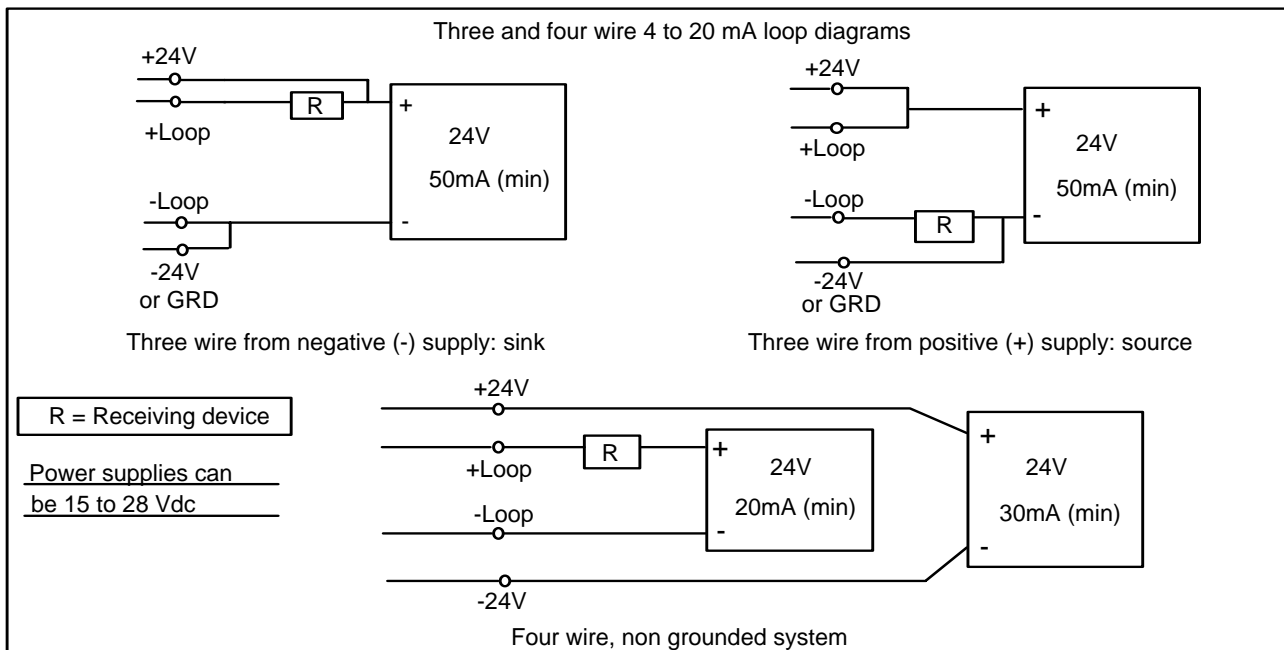 Three and four wire 4 to 20 mA loop diagrams
+24V
R
+Loop
-Loop
-24V
or GRD
+
24V
50mA (min)
-
Three wire from negative (-) supply: sink
+24V
+Loop
-Loop
R
-24V
or GRD
+
24V
50mA (min)
-
Three wire from positive (+) supply: source
R = Receiving device
Power supplies can
be 15 to 28 Vdc
+24V
+Loop
R
-Loop
-24V
+
24V
20mA (min)
-
+
24V
30mA (min)
-
Four wire, non grounded system